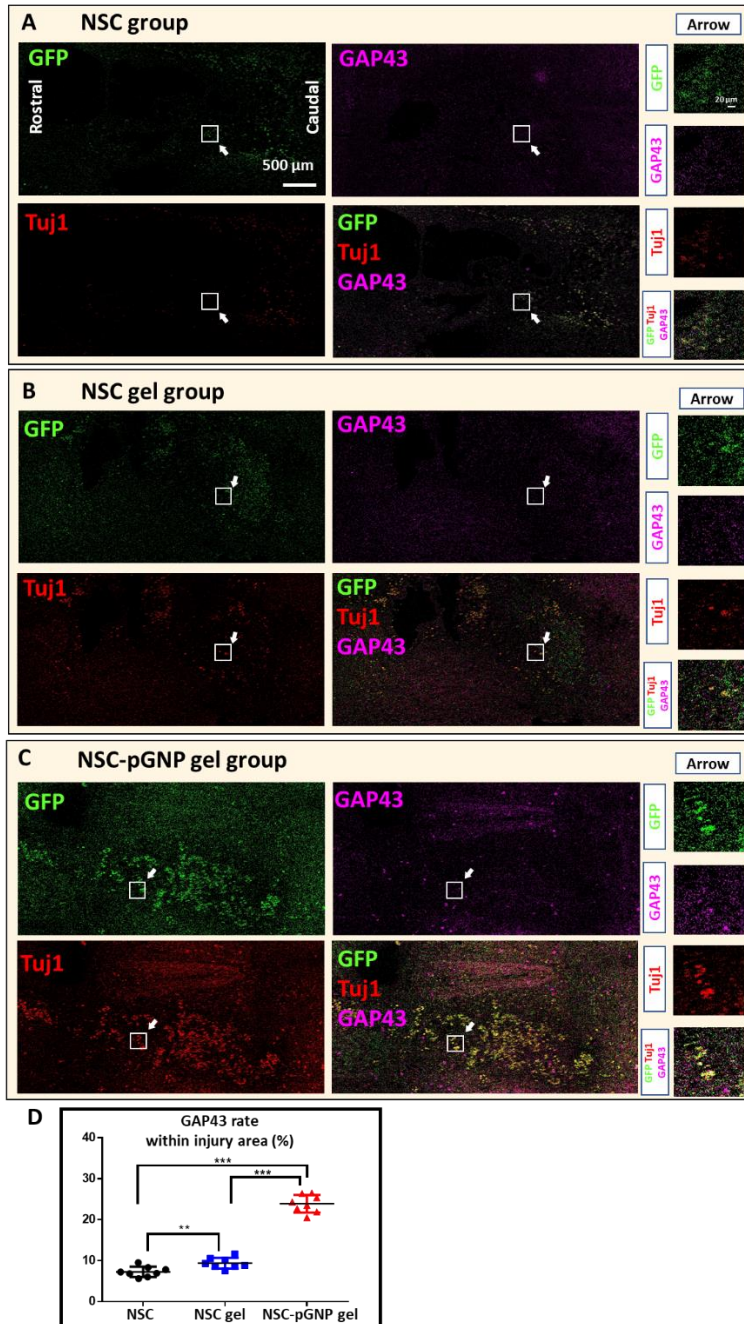 A NSC group
Arrow
GFP
GAP43
Rostral
Caudal
500 µm
GFP
20 µm
GAP43
Tuj1
GFP
Tuj1
GAP43
Tuj1
GFP Tuj1
GAP43
B NSC gel group
Arrow
GFP
GAP43
GFP
GAP43
Tuj1
GFP
Tuj1
GAP43
Tuj1
GFP Tuj1
GAP43
C NSC-pGNP gel group
Arrow
GFP
GAP43
GFP
GAP43
Tuj1
GFP
Tuj1
GAP43
Tuj1
GFP Tuj1
GAP43
D
GAP43 rate
within injury area (%)
40
30
20
10
0
***
***
**
NSC NSC gel NSC-pGNP gel